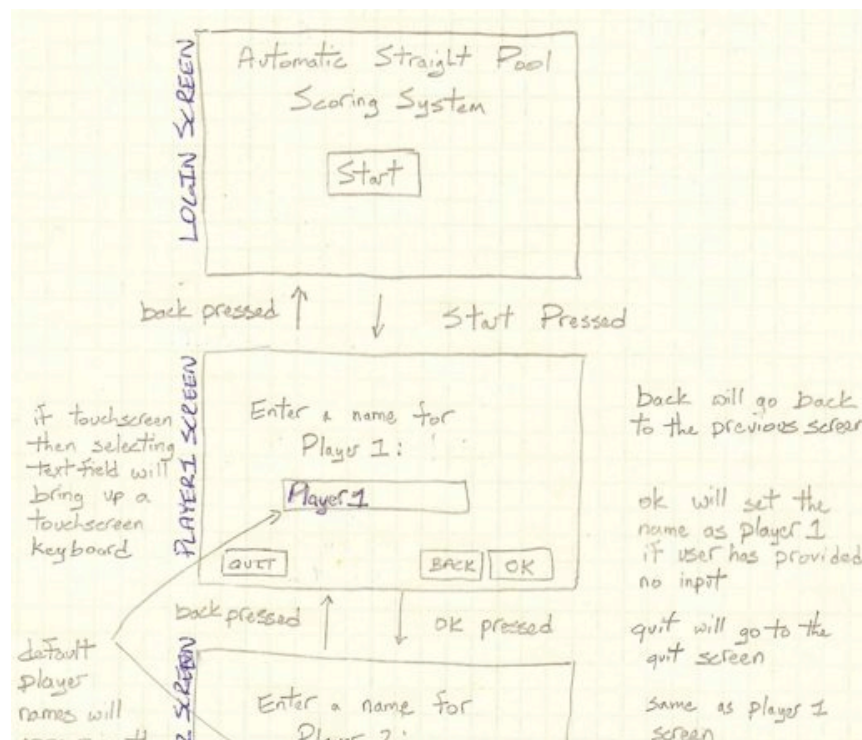 LOGIN SCREEN
Automatic Straight Pool
Scoring System
Start
back pressed
Start Pressed
PLAYER1 SCREEN
Enter a name for
Player 1:
Player 1
QUIT
BACK
OK
if touchscreen
then selecting
text field will
bring up a
touchscreen
keyboard
back will go back
to the previous screen
ok will set the
name as player 1
if user has provided
no input
quit will go to the
quit screen
back pressed
ok pressed
default
player
names will
2 SCREEN
Enter a name for
Player 2:
same as player 1
screen